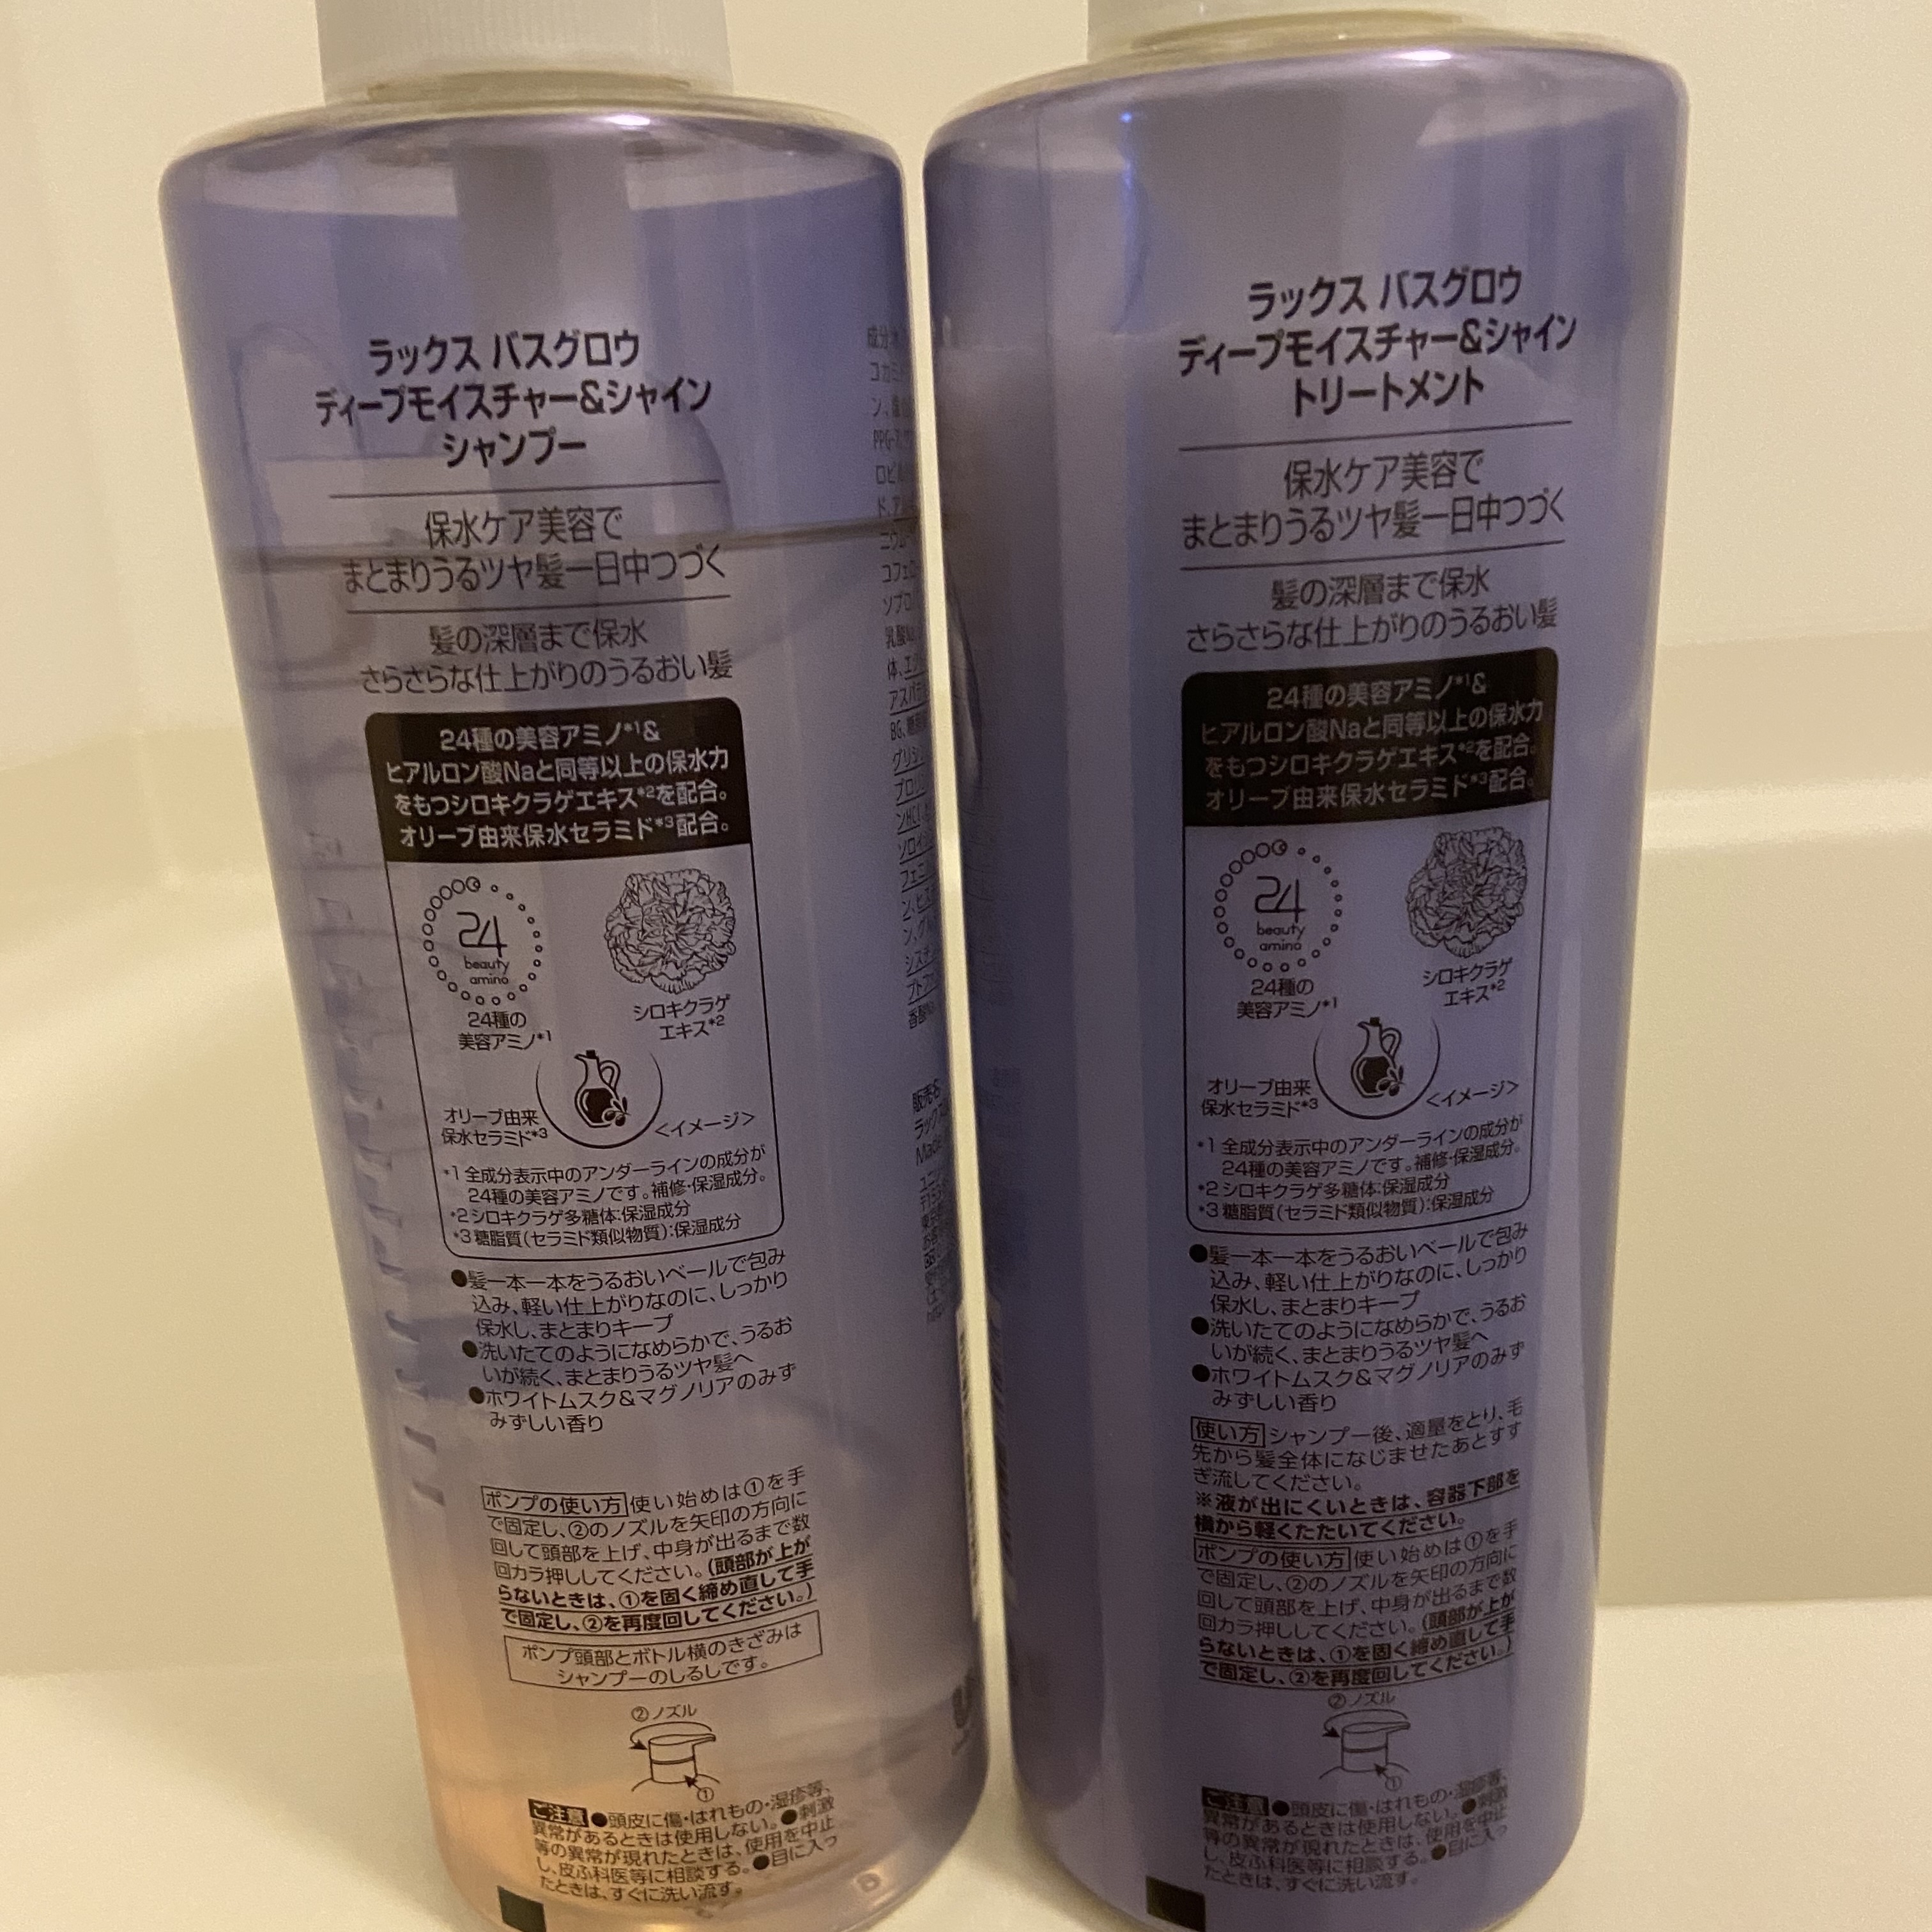 ラックス バスグロウ
ディープモイスチャー&シャイン
シャンプー
保水ケア美容で
まとまりうるツヤ髪一日中つづく
髪の深層まで保水
さらさらな仕上がりのうるおい髪
24種の美容アミノ*1&
ヒアルロン酸Naと同等以上の保水力
をもつシロキクラゲエキス*2を配合。
オリーブ由来保水セラミド*3配合。
24
beauty
amino
24種の
美容アミノ*1
シロキクラゲ
エキス*2
オリーブ由来
保水セラミド*3
<イメージ>
*1 全成分表示中のアンダーラインの成分が
24種の美容アミノです。補修・保湿成分。
*2 シロキクラゲ多糖体:保湿成分
*3 糖脂質(セラミド類似物質):保湿成分
●髪一本一本をうるおいベールで包み
込み、軽い仕上がりなのに、しっかり
保水し、まとまりキープ
●洗いたてのようになめらかで、うるお
いが続く、まとまりうるツヤ髪へ
●ホワイトムスク&マグノリアのみず
みずしい香り
ポンプの使い方 使い始めは①を手
で固定し、②のノズルを矢印の方向に
回して頭部を上げ、中身が出るまで数
回カラ押ししてください。(頭部が上が
らないときは、①を固く締め直して手
で固定し、②を再度回してください。)
ポンプ頭部とボトル横のきざみは
シャンプーのしるしです。
②ノズル
①
ご注意 ●頭皮に傷・はれもの・湿疹等、
異常があるときは使用しない。●刺激
等の異常が現れたときは、使用を中止
し、皮ふ科医等に相談する。●目に入っ
たときは、すぐに洗い流す。
成分:水
コカミ
PPG-
ラックス
ラックス バスグロウ
ディープモイスチャー&シャイン
トリートメント
保水ケア美容で
まとまりうるツヤ髪一日中つづく
髪の深層まで保水
さらさらな仕上がりのうるおい髪
24種の美容アミノ*1&
ヒアルロン酸Naと同等以上の保水力
をもつシロキクラゲエキス*2を配合。
オリーブ由来保水セラミド*3配合。
24
beauty
amino
24種の
美容アミノ*1
シロキクラゲ
エキス*2
オリーブ由来
保水セラミド*3
<イメージ>
*1 全成分表示中のアンダーラインの成分が
24種の美容アミノです。補修・保湿成分。
*2 シロキクラゲ多糖体:保湿成分
*3 糖脂質(セラミド類似物質):保湿成分
●髪一本一本をうるおいベールで包み
込み、軽い仕上がりなのに、しっかり
保水し、まとまりキープ
●洗いたてのようになめらかで、うるお
いが続く、まとまりうるツヤ髪へ
●ホワイトムスク&マグノリアのみず
みずしい香り
使い方 シャンプー後、適量をとり、毛
先から髪全体になじませたあとすす
ぎ流してください。
※液が出にくいときは、容器下部を
横から軽くたたいてください。
ポンプの使い方 使い始めは①を手
で固定し、②のノズルを矢印の方向に
回して頭部を上げ、中身が出るまで数
回カラ押ししてください。(頭部が上が
らないときは、①を固く締め直して手
で固定し、②を再度回してください。)
②ノズル
①
ご注意 ●頭皮に傷・はれもの・湿疹等、
異常があるときは使用しない。●刺激
等の異常が現れたときは、使用を中止
し、皮ふ科医等に相談する。●目に入っ
たときは、すぐに洗い流す。